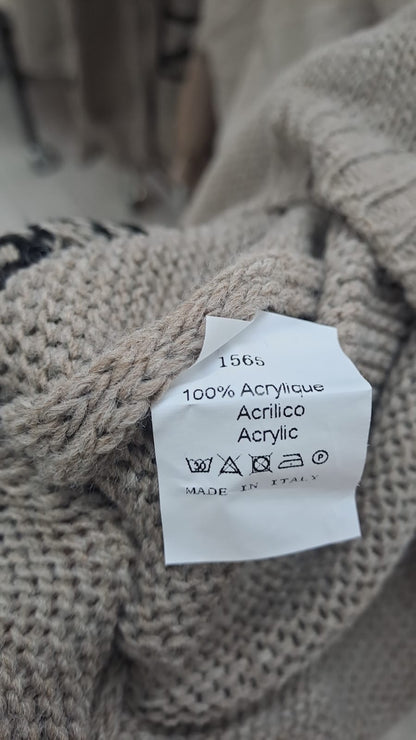 1565
100% Acrylique
Acrilico
Acrylic
P
MADE IN ITALY